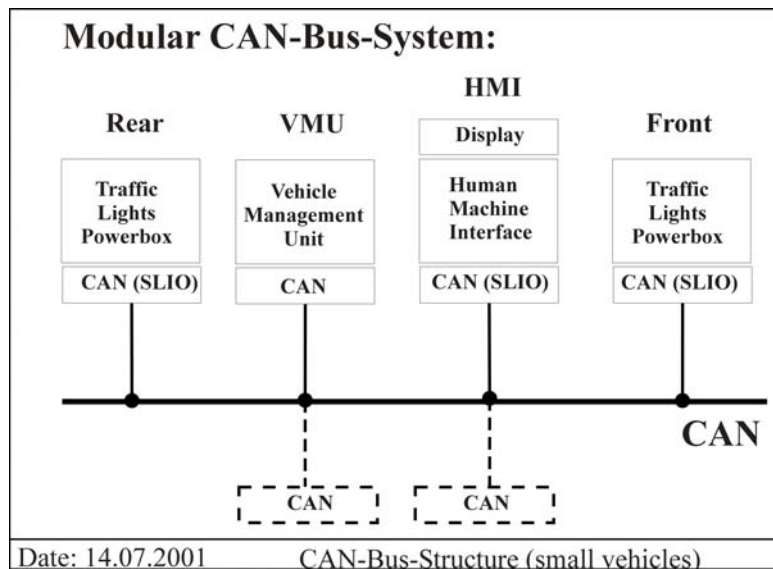 Modular CAN-Bus-System:
Rear
Traffic
Lights
Powerbox
CAN (SLIO)
VMU
Vehicle
Management
Unit
CAN
HMI
Display
Human
Machine
Interface
CAN (SLIO)
Front
Traffic
Lights
Powerbox
CAN (SLIO)
CAN
CAN
CAN
Date: 14.07.2001
CAN-Bus-Structure (small vehicles)